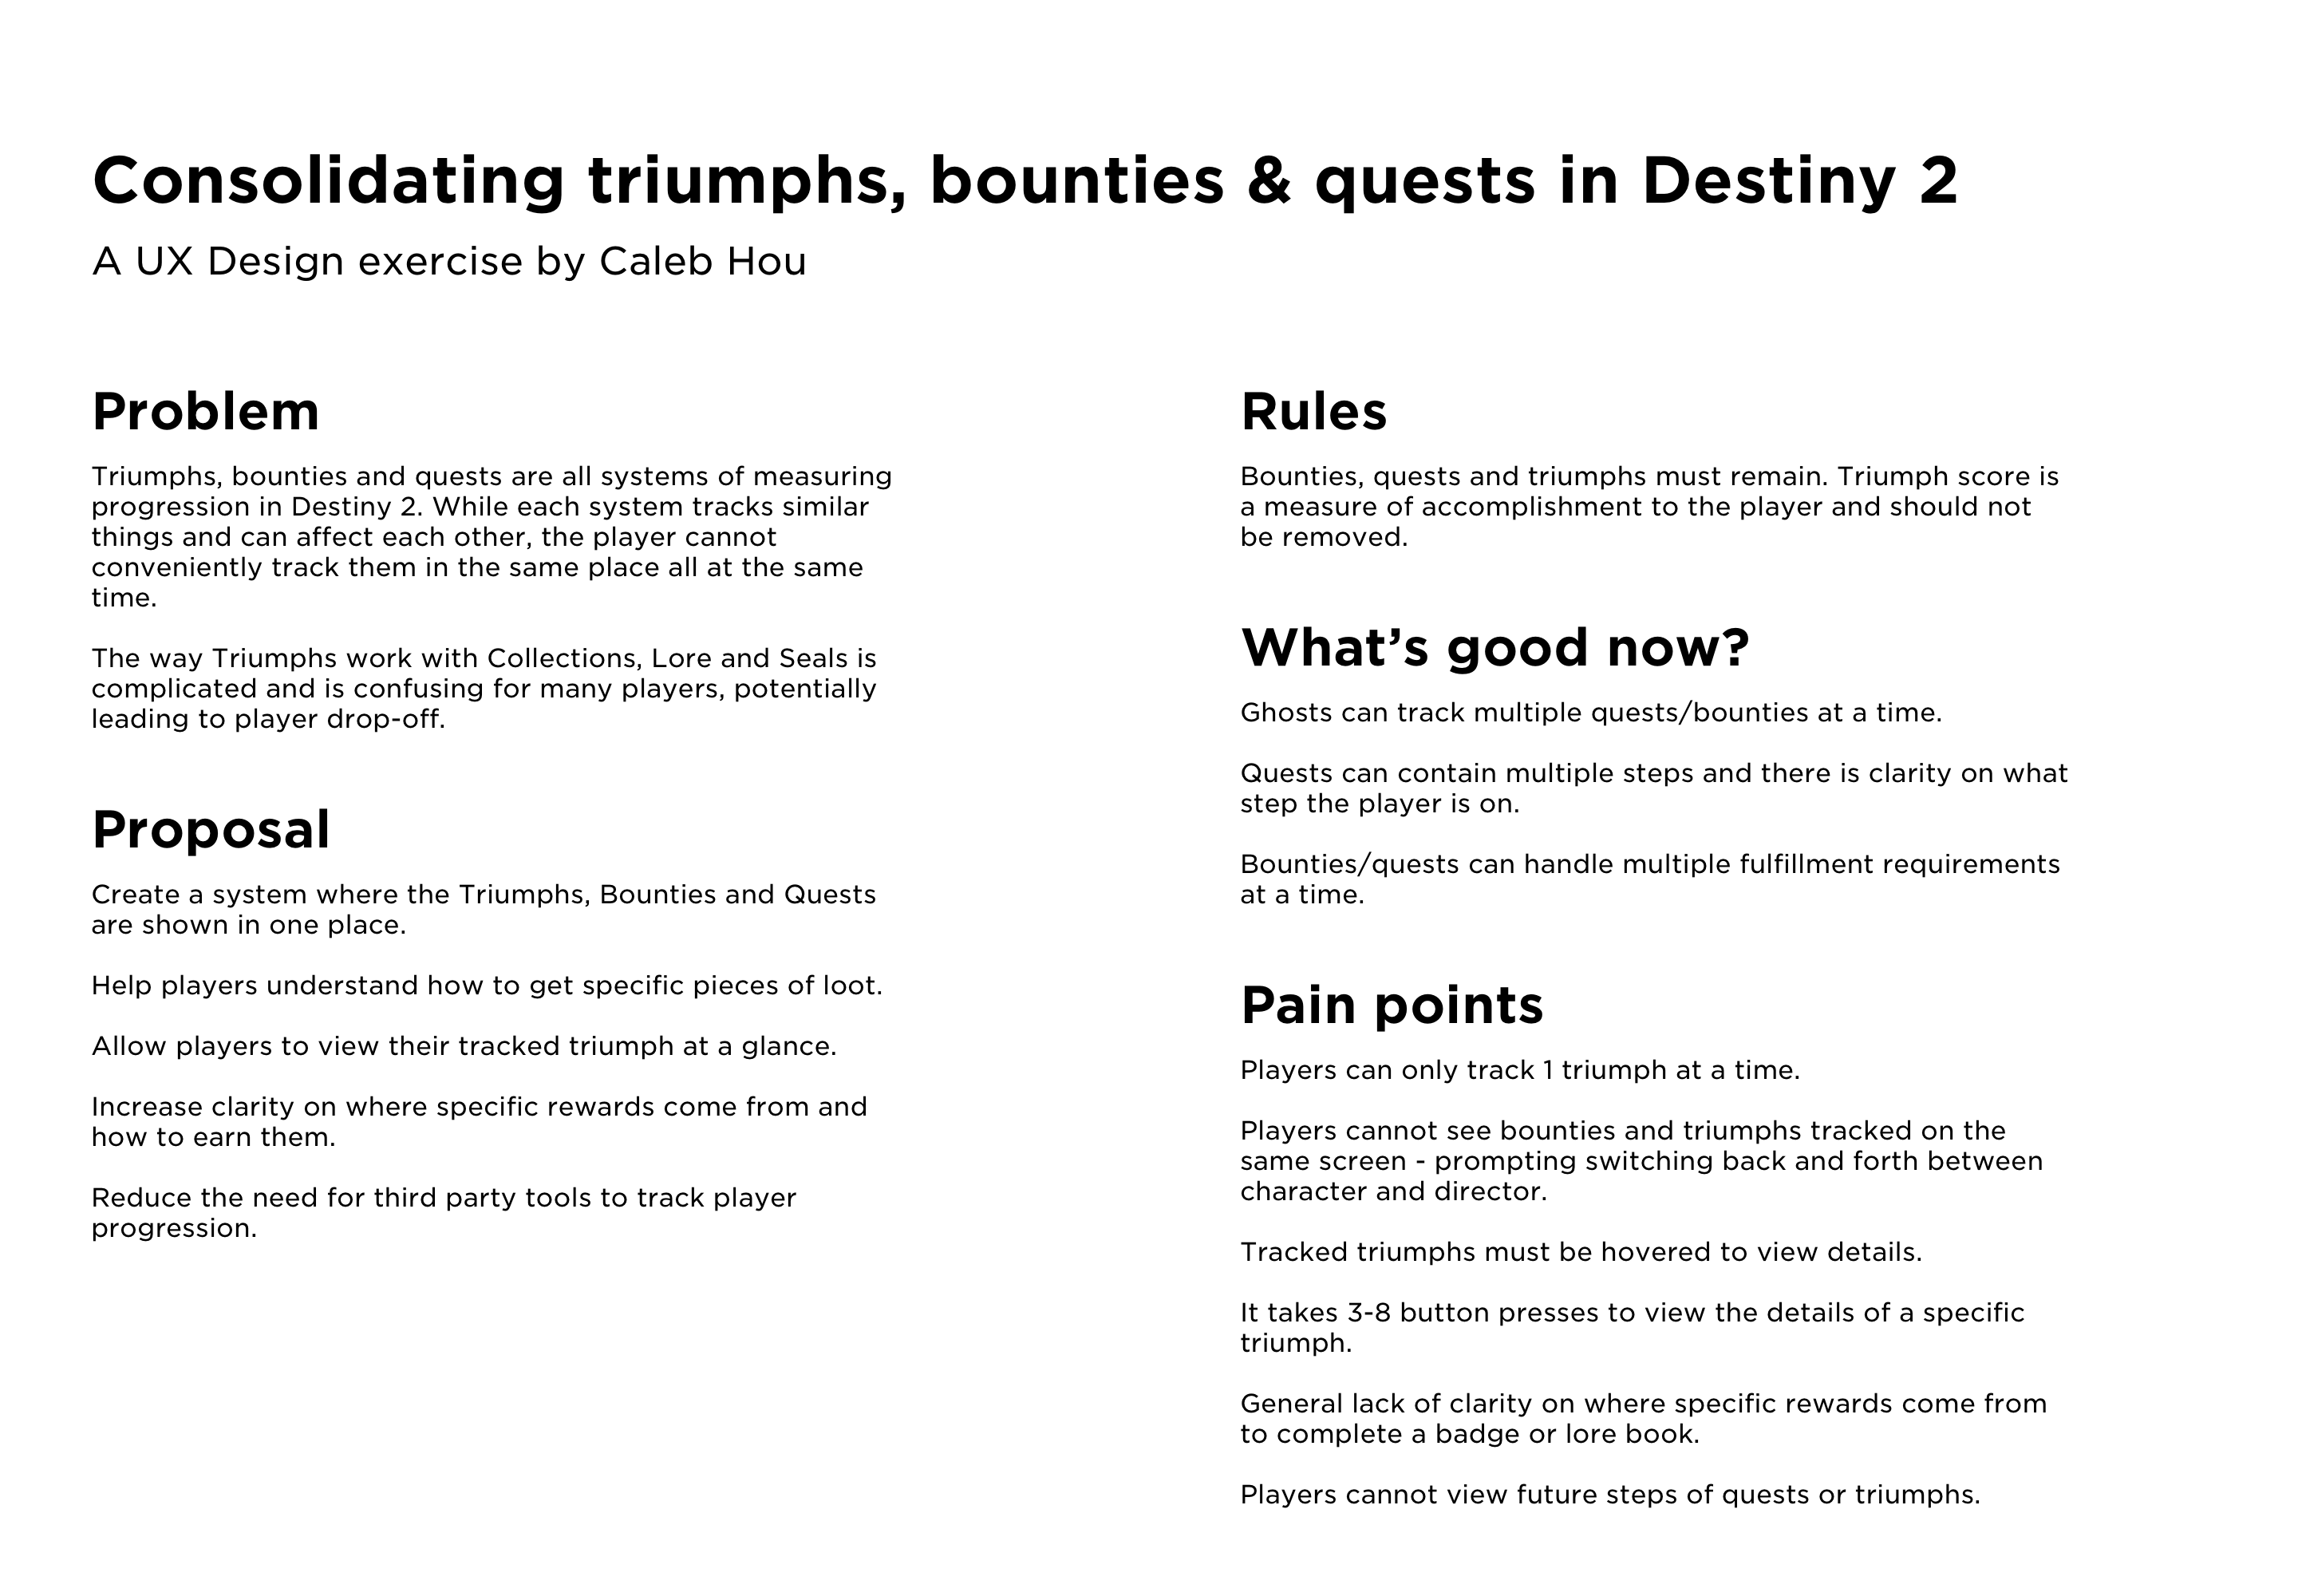 Consolidating triumphs, bounties & quests in Destiny 2
A UX Design exercise by Caleb Hou
Problem
Triumphs, bounties and quests are all systems of measuring
progression in Destiny 2. While each system tracks similar
things and can affect each other, the player cannot
conveniently track them in the same place all at the same
time.
The way Triumphs work with Collections, Lore and Seals is
complicated and is confusing for many players, potentially
leading to player drop-off.
Proposal
Create a system where the Triumphs, Bounties and Quests
are shown in one place.
Help players understand how to get specific pieces of loot.
Allow players to view their tracked triumph at a glance.
Increase clarity on where specific rewards come from and
how to earn them.
Reduce the need for third party tools to track player
progression.
Rules
Bounties, quests and triumphs must remain. Triumph score is
a measure of accomplishment to the player and should not
be removed.
What’s good now?
Ghosts can track multiple quests/bounties at a time.
Quests can contain multiple steps and there is clarity on what
step the player is on.
Bounties/quests can handle multiple fulfillment requirements
at a time.
Pain points
Players can only track 1 triumph at a time.
Players cannot see bounties and triumphs tracked on the
same screen - prompting switching back and forth between
character and director.
Tracked triumphs must be hovered to view details.
It takes 3-8 button presses to view the details of a specific
triumph.
General lack of clarity on where specific rewards come from
to complete a badge or lore book.
Players cannot view future steps of quests or triumphs.